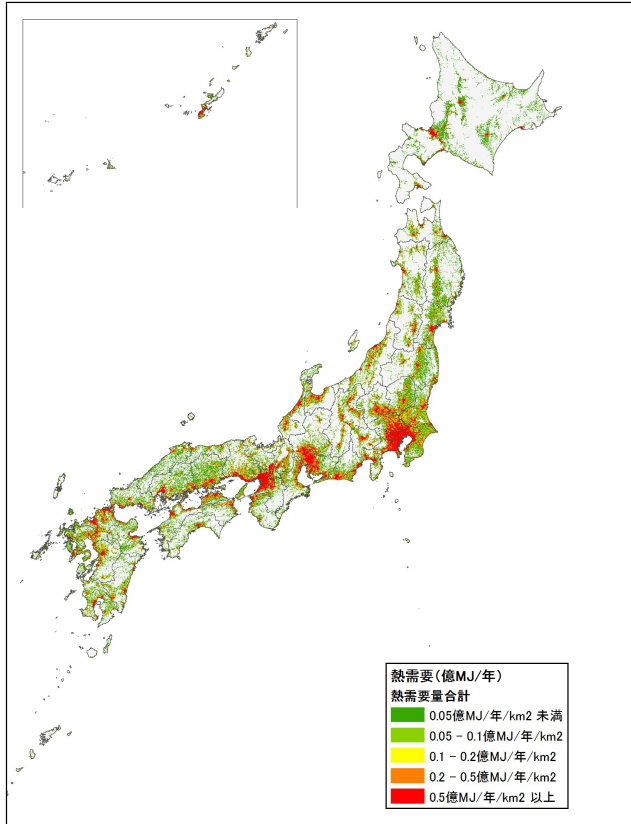 熱需要(億MJ/年)
熱需要量合計
0.05億MJ/年/km2 未満
0.05 - 0.1億MJ/年/km2
0.1 - 0.2億MJ/年/km2
0.2 - 0.5億MJ/年/km2
0.5億MJ/年/km2 以上